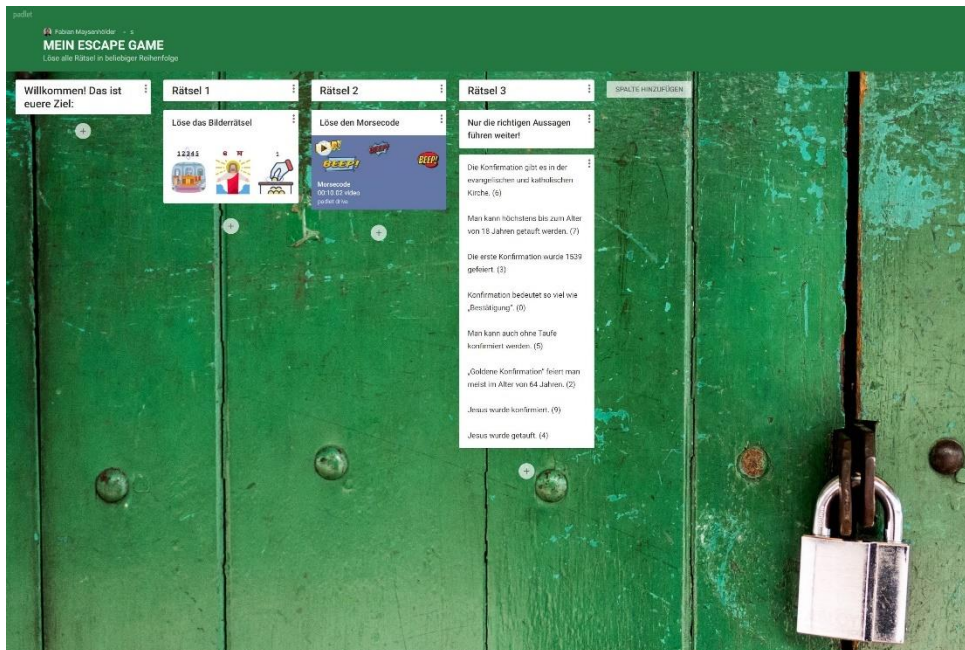 padlet
Fabian Maysenhölder
MEIN ESCAPE GAME
Löse alle Rätsel in beliebiger Reihenfolge
Willkommen! Das ist
euere Ziel:
Rätsel 1
Löse das Bilderrätsel
12345
1
Rätsel 2
Löse den Morsecode
BEEP!
BEEP!
Morsecode
00:10:02 video
padlet drive
Rätsel 3
Nur die richtigen Aussagen
führen weiter!
Die Konfirmation gibt es in der
evangelischen und katholischen
Kirche. (6)
Man kann höchstens bis zum Alter
von 18 Jahren getauft werden. (7)
Die erste Konfirmation wurde 1539
gefeiert. (3)
Konfirmation bedeutet so viel wie
„Bestätigung“. (0)
Man kann auch ohne Taufe
konfirmiert werden. (5)
„Goldene Konfirmation“ feiert man
meist im Alter von 64 Jahren. (2)
Jesus wurde konfirmiert. (9)
Jesus wurde getauft. (4)
SPALTE HINZUFÜGEN